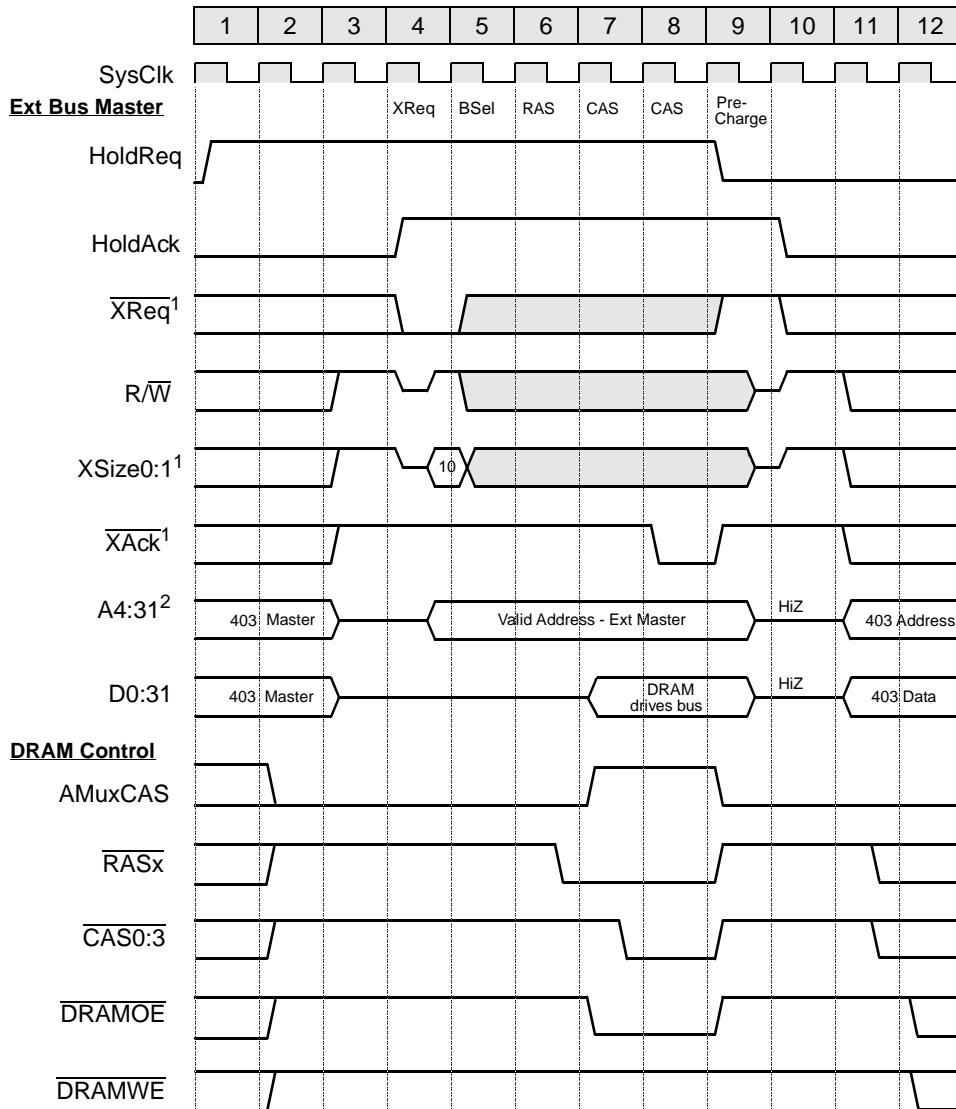 1 2 3 4 5 6 7 8 9 10 11 12
SysClk
Ext Bus Master
XReq BSel RAS CAS CAS Pre-
Charge
HoldReq
HoldAck
XReq1
R/W
XSize0:11
10
XAck1
A4:312
403 Master
Valid Address - Ext Master
HiZ
403 Address
D0:31
403 Master
DRAM
drives bus
HiZ
403 Data
DRAM Control
AMuxCAS
RASx
CAS0:3
DRAMOE
DRAMWE